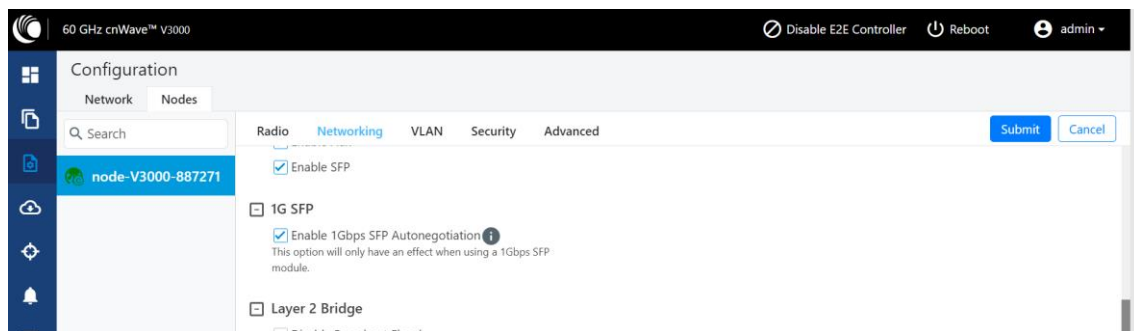 60 GHz cnWave™ V3000
Disable E2E Controller
Reboot
admin
Configuration
Network Nodes
Search
Radio Networking VLAN Security Advanced
Submit Cancel
node-V3000-887271
Enable SFP
1G SFP
Enable 1Gbps SFP Autonegotiation
This option will only have an effect when using a 1Gbps SFP
module.
Layer 2 Bridge